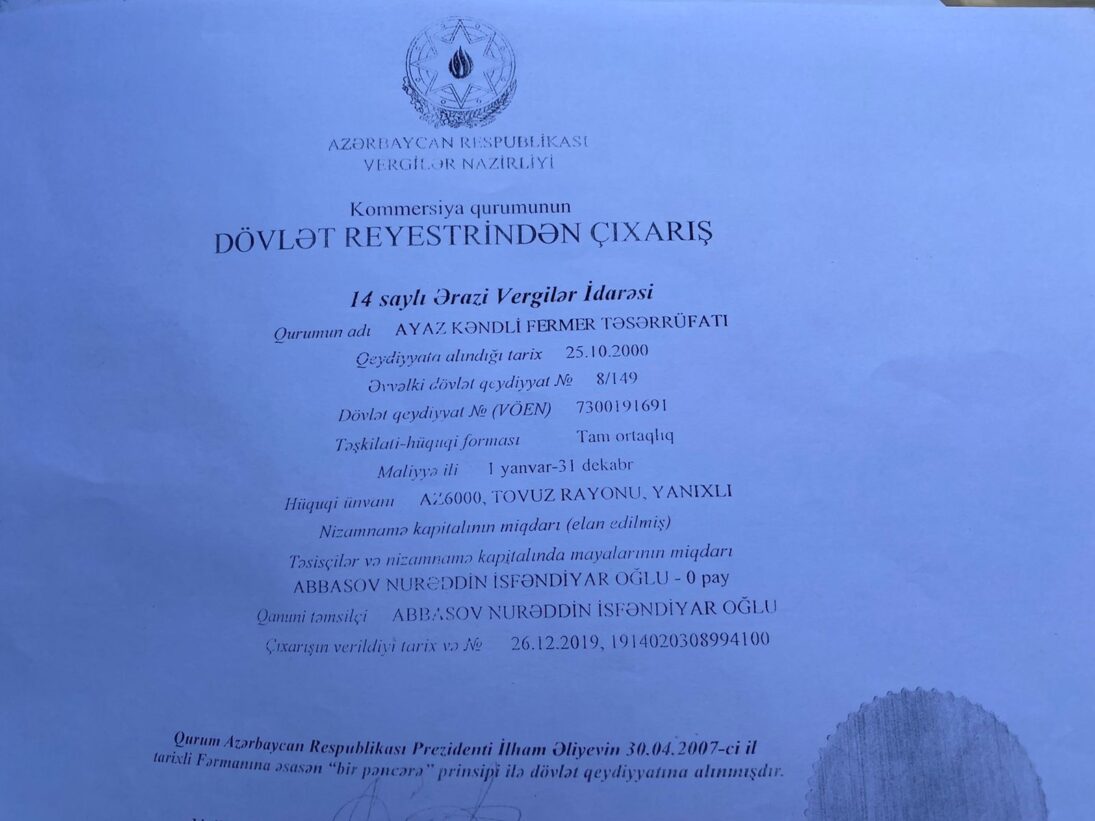 AZƏRBAYCAN RESPUBLİKASI
VERGİLƏR NAZİRLİYİ
Kommersiya qurumunun
DÖVLƏT REYESTRİNDƏN ÇIXARIŞ
14 saylı Ərazi Vergilər İdarəsi
Qurumun adı AYAZ KƏNDLİ FERMER TƏSƏRRÜFATI
Qeydiyyata alındığı tarix 25.10.2000
Əvvəlki dövlət qeydiyyat № 8/149
Dövlət qeydiyyat № (VÖEN) 7300191691
Təşkilati-hüquqi forması Tam ortaqlıq
Maliyyə ili 1 yanvar-31 dekabr
Hüquqi ünvanı AZ6000, TOVUZ RAYONU, YANIXLI
Nizamnamə kapitalının miqdarı (elan edilmiş)
Təsisçilər və nizamnamə kapitalında mayalarının miqdarı
ABBASOV NURƏDDİN İSFƏNDİYAR OĞLU - 0 pay
Qanuni təmsilçi ABBASOV NURƏDDİN İSFƏNDİYAR OĞLU
Çıxarışın verildiyi tarix və № 26.12.2019, 1914020308994100
Qurum Azərbaycan Respublikası Prezidenti İlham Əliyevin 30.04.2007-ci il
tarixli Fərmanına əsasən “bir pəncərə” prinsipi ilə dövlət qeydiyyatına alınmışdır.